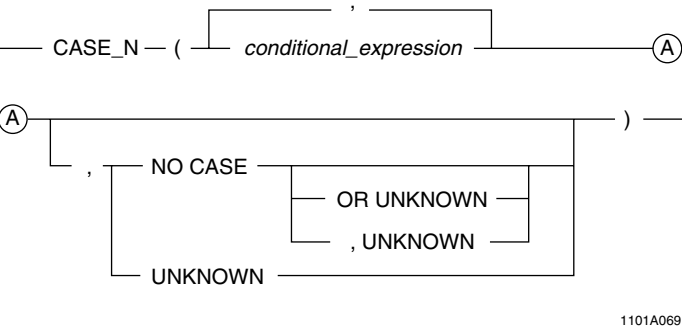 ,
CASE_N ( conditional_expression A
A )
, NO CASE
OR UNKNOWN
, UNKNOWN
UNKNOWN
1101A069